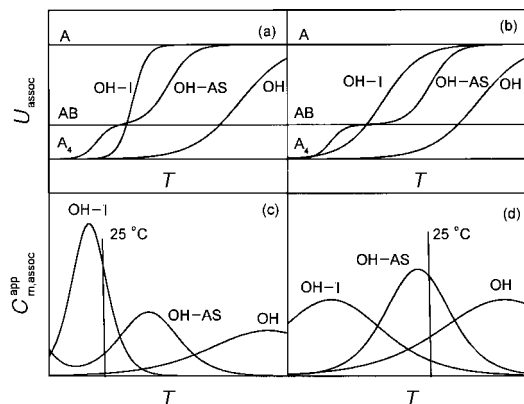 A
(a)
OH–I
OH–AS
OH
AB
A₄
U_assoc
T
A
(b)
OH–I
OH–AS
OH
AB
A₄
T
OH–I
(c)
25 °C
OH–AS
OH
C^app_m,assoc
T
(d)
OH–I
OH–AS
25 °C
OH
T